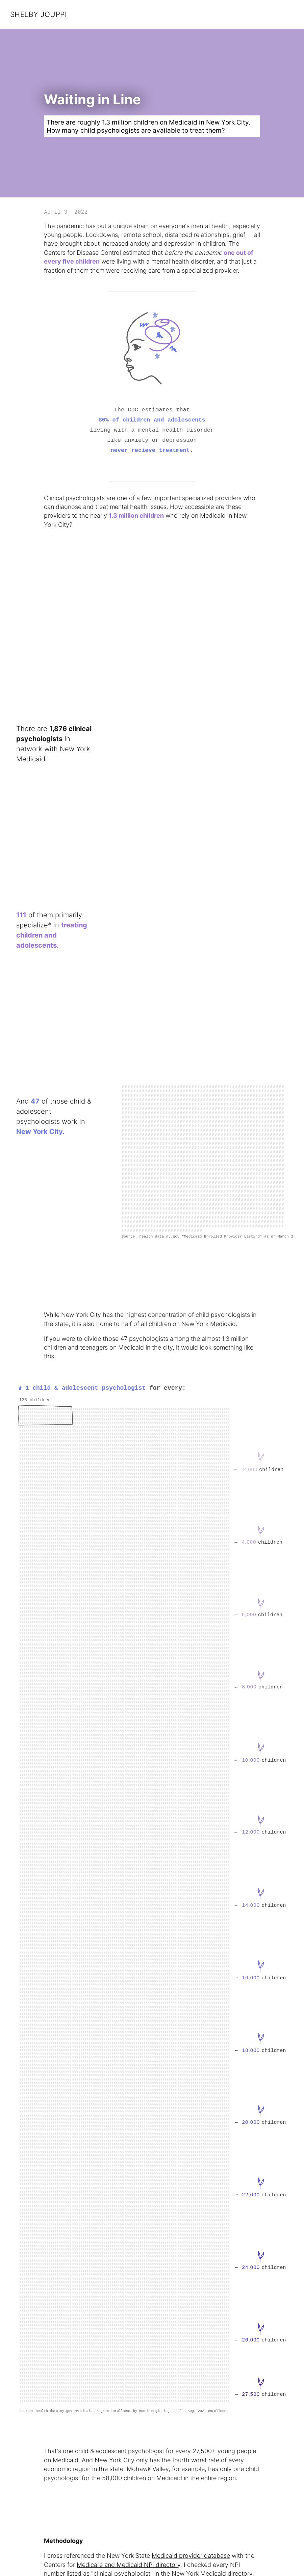 SHELBY JOUPPI
Waiting in Line
There are roughly 1.3 million children on Medicaid in New York City.
How many child psychologists are available to treat them?
April 3, 2022
The pandemic has put a unique strain on everyone's mental health, especially
young people. Lockdowns, remote school, distanced relationships, grief -- all
have brought about increased anxiety and depression in children. The
Centers for Disease Control estimated that before the pandemic one out of
every five children were living with a mental health disorder, and that just a
fraction of them them were receiving care from a specialized provider.
The CDC estimates that
80% of children and adolescents
living with a mental health disorder
like anxiety or depression
never recieve treatment.
Clinical psychologists are one of a few important specialized providers who
can diagnose and treat mental health issues. How accessible are these
providers to the nearly 1.3 million children who rely on Medicaid in New
York City?
There are 1,876 clinical
psychologists in
network with New York
Medicaid.
111 of them primarily
specialize* in treating
children and
adolescents.
And 47 of those child &
adolescent
psychologists work in
New York City.
Source: health.data.ny.gov "Medicaid Enrolled Provider Listing" as of March 2
While New York City has the highest concentration of child psychologists in
the state, it is also home to half of all children on New York Medicaid.
If you were to divide those 47 psychologists among the almost 1.3 million
children and teenagers on Medicaid in the city, it would look something like
this.
1 child & adolescent psychologist for every:
125 children
— 2,000 children
— 4,000 children
— 6,000 children
— 8,000 children
— 10,000 children
— 12,000 children
— 14,000 children
— 16,000 children
— 18,000 children
— 20,000 children
— 22,000 children
— 24,000 children
— 26,000 children
— 27,500 children
Source: health.data.ny.gov "Medicaid Program Enrollment by Month Beginning 2009" - Aug. 2021 enrollment
That's one child & adolescent psychologist for every 27,500+ young people
on Medicaid. And New York City only has the fourth worst rate of every
economic region in the state. Mohawk Valley, for example, has only one child
psychologist for the 58,000 children on Medicaid in the entire region.
Methodology
I cross referenced the New York State Medicaid provider database with the
Centers for Medicare and Medicaid NPI directory. I checked every NPI
number listed as "clinical psychologist" in the New York Medicaid directory,